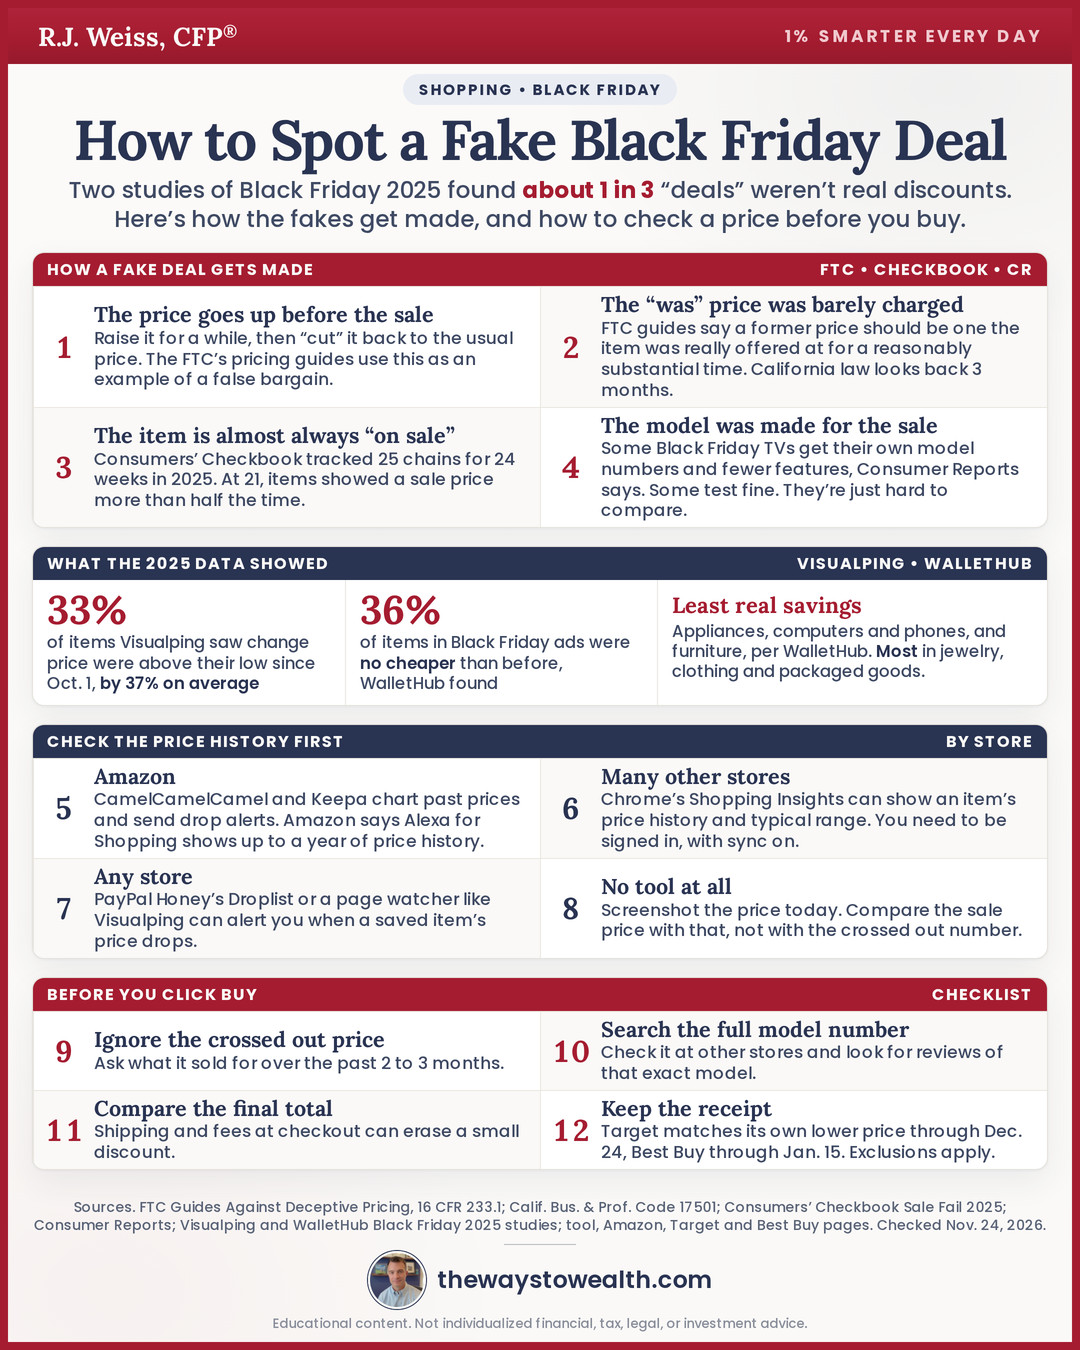 R.J. Weiss, CFP®
1% SMARTER EVERY DAY
SHOPPING • BLACK FRIDAY
How to Spot a Fake Black Friday Deal
Two studies of Black Friday 2025 found about 1 in 3 “deals” weren’t real discounts.
Here’s how the fakes get made, and how to check a price before you buy.
HOW A FAKE DEAL GETS MADE
FTC • CHECKBOOK • CR
1
The price goes up before the sale
Raise it for a while, then “cut” it back to the usual
price. The FTC’s pricing guides use this as an
example of a false bargain.
2
The “was” price was barely charged
FTC guides say a former price should be one the
item was really offered at for a reasonably
substantial time. California law looks back 3
months.
3
The item is almost always “on sale”
Consumers’ Checkbook tracked 25 chains for 24
weeks in 2025. At 21, items showed a sale price
more than half the time.
4
The model was made for the sale
Some Black Friday TVs get their own model
numbers and fewer features, Consumer Reports
says. Some test fine. They’re just hard to
compare.
WHAT THE 2025 DATA SHOWED
VISUALPING • WALLETHUB
33%
of items Visualping saw change
price were above their low since
Oct. 1, by 37% on average
36%
of items in Black Friday ads were
no cheaper than before,
WalletHub found
Least real savings
Appliances, computers and phones, and
furniture, per WalletHub. Most in jewelry,
clothing and packaged goods.
CHECK THE PRICE HISTORY FIRST
BY STORE
5
Amazon
CamelCamelCamel and Keepa chart past prices
and send drop alerts. Amazon says Alexa for
Shopping shows up to a year of price history.
6
Many other stores
Chrome’s Shopping Insights can show an item’s
price history and typical range. You need to be
signed in, with sync on.
7
Any store
PayPal Honey’s Droplist or a page watcher like
Visualping can alert you when a saved item’s
price drops.
8
No tool at all
Screenshot the price today. Compare the sale
price with that, not with the crossed out number.
BEFORE YOU CLICK BUY
CHECKLIST
9
Ignore the crossed out price
Ask what it sold for over the past 2 to 3 months.
10
Search the full model number
Check it at other stores and look for reviews of
that exact model.
11
Compare the final total
Shipping and fees at checkout can erase a small
discount.
12
Keep the receipt
Target matches its own lower price through Dec.
24, Best Buy through Jan. 15. Exclusions apply.
Sources. FTC Guides Against Deceptive Pricing, 16 CFR 233.1; Calif. Bus. & Prof. Code 17501; Consumers’ Checkbook Sale Fail 2025;
Consumer Reports; Visualping and WalletHub Black Friday 2025 studies; tool, Amazon, Target and Best Buy pages. Checked Nov. 24, 2026.
thewaystowealth.com
Educational content. Not individualized financial, tax, legal, or investment advice.